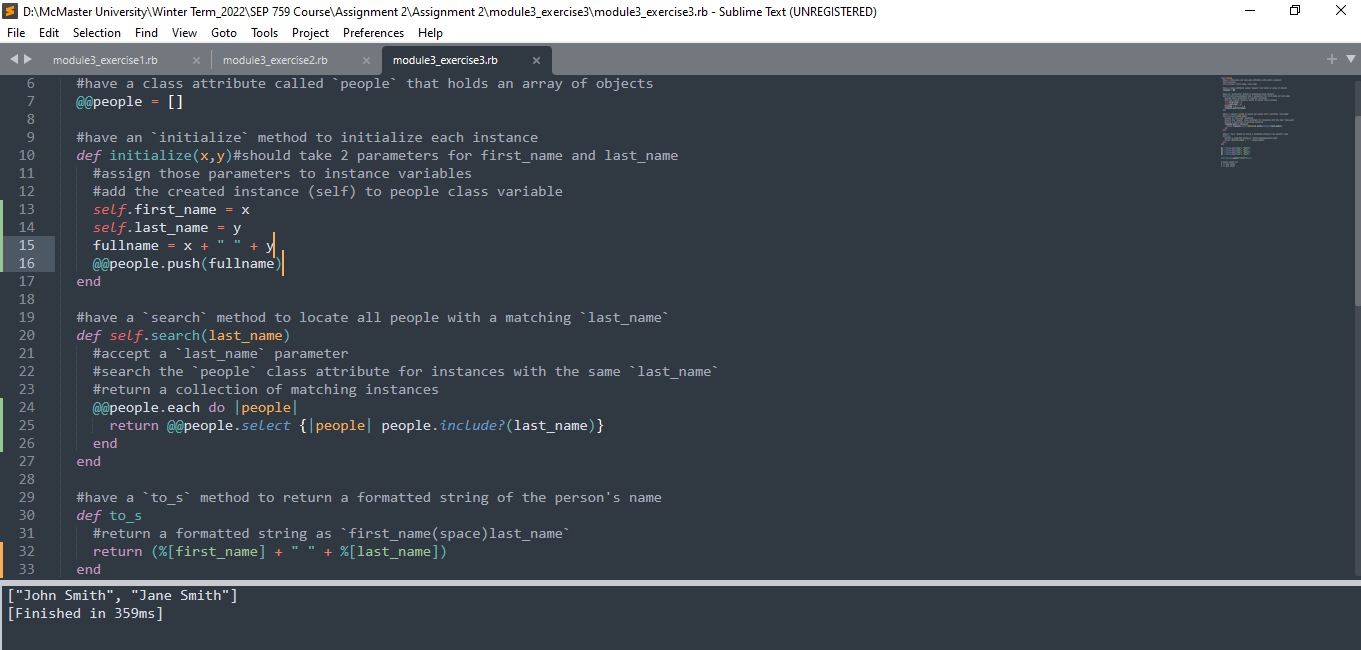 D:\McMaster University\Winter Term_2022\SEP 759 Course\Assignment 2\Assignment 2\module3_exercise3\module3_exercise3.rb - Sublime Text (UNREGISTERED)
File Edit Selection Find View Goto Tools Project Preferences Help
module3_exercise1.rb × module3_exercise2.rb × module3_exercise3.rb ×
6 #have a class attribute called `people` that holds an array of objects
7 @@people = []
8
9 #have an `initialize` method to initialize each instance
10 def initialize(x,y)#should take 2 parameters for first_name and last_name
11 #assign those parameters to instance variables
12 #add the created instance (self) to people class variable
13 self.first_name = x
14 self.last_name = y
15 fullname = x + " " + y
16 @@people.push(fullname)
17 end
18
19 #have a `search` method to locate all people with a matching `last_name`
20 def self.search(last_name)
21 #accept a `last_name` parameter
22 #search the `people` class attribute for instances with the same `last_name`
23 #return a collection of matching instances
24 @@people.each do |people|
25 return @@people.select {|people| people.include?(last_name)}
26 end
27 end
28
29 #have a `to_s` method to return a formatted string of the person's name
30 def to_s
31 #return a formatted string as `first_name(space)last_name`
32 return (%[first_name] + " " + %[last_name])
33 end
["John Smith", "Jane Smith"]
[Finished in 359ms]